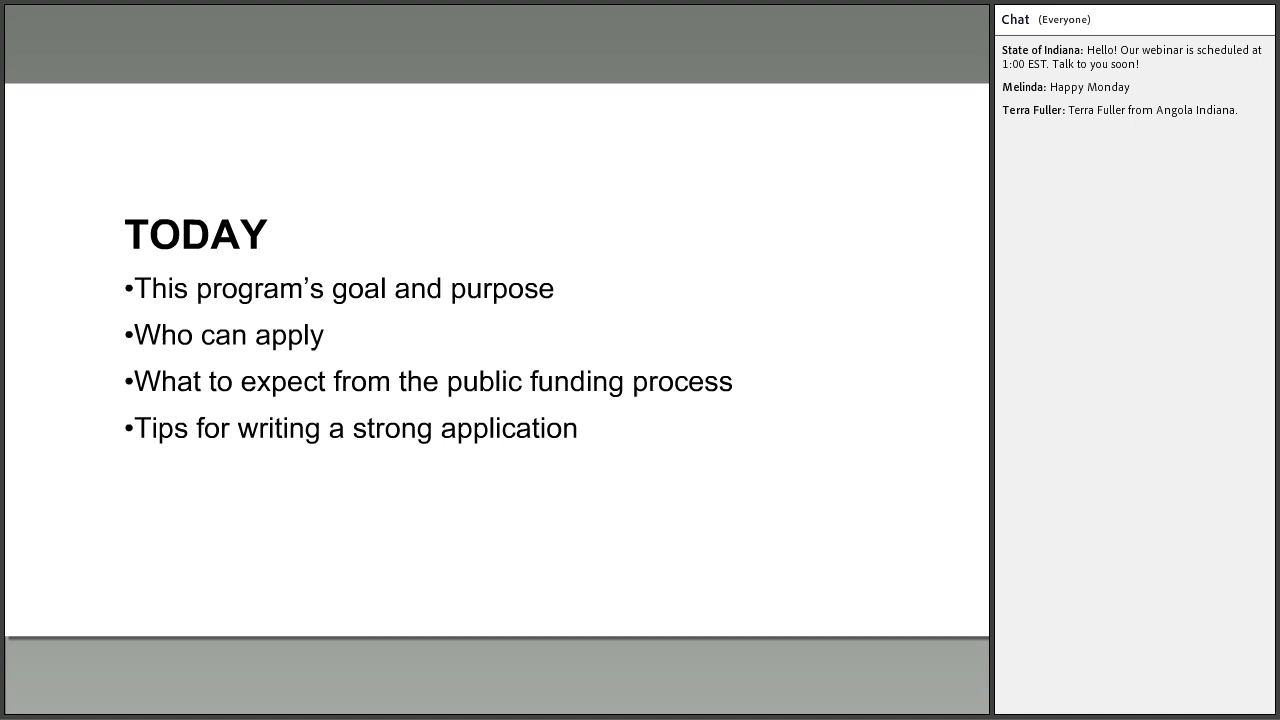 TODAY
•This program’s goal and purpose
•Who can apply
•What to expect from the public funding process
•Tips for writing a strong application
Chat (Everyone)
State of Indiana: Hello! Our webinar is scheduled at
1:00 EST. Talk to you soon!
Melinda: Happy Monday
Terra Fuller: Terra Fuller from Angola Indiana.